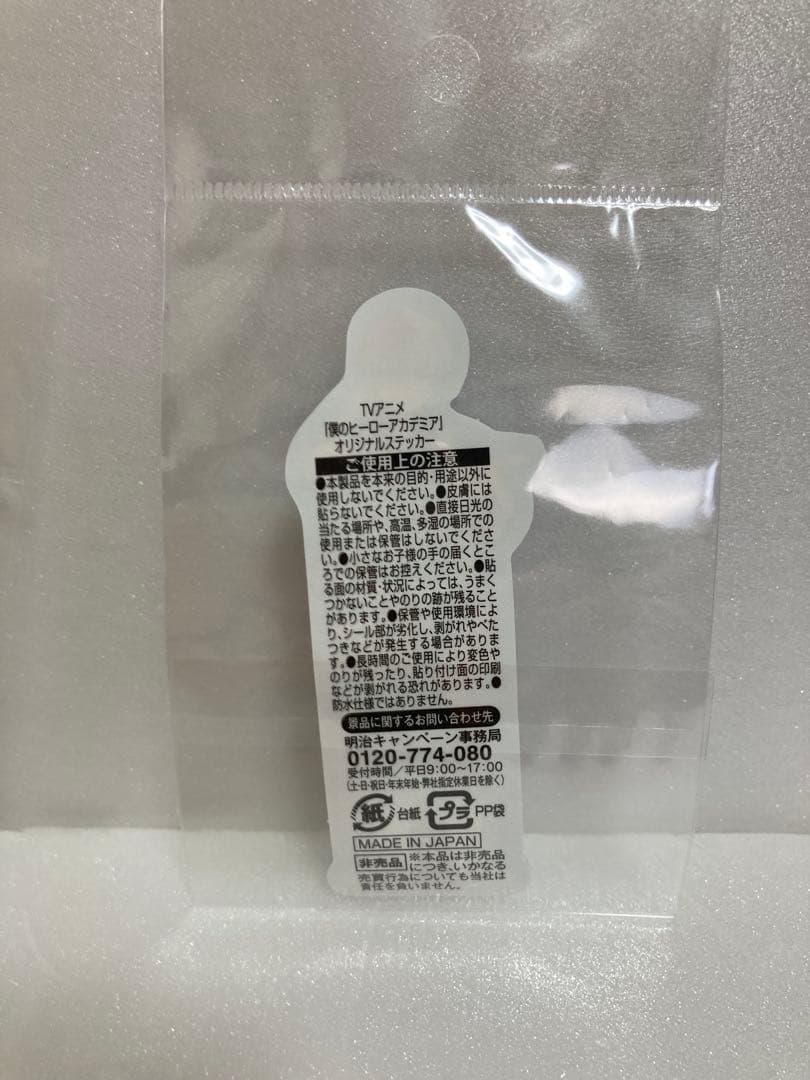 TVアニメ
『僕のヒーローアカデミア』
オリジナルステッカー
ご使用上の注意
●本製品を本来の目的・用途以外に
使用しないでください。●皮膚には
貼らないでください。●直接日光の
当たる場所や、高温、多湿の場所での
使用または保管はしないでくださ
い。●小さなお子様の手の届くとこ
ろでの保管はお控えください。●貼
る面の材質・状況によっては、うまく
つかないことやのりの跡が残ること
があります。●保管や使用環境によ
り、シール部が劣化し、剥がれやべた
つきなどが発生する場合がありま
す。●長時間のご使用により変色や
のりが残ったり、貼り付け面の印刷
などが剥がれる恐れがあります。●
防水仕様ではありません。
景品に関するお問い合わせ先
明治キャンペーン事務局
0120-774-080
受付時間/平日9:00〜17:00
(土・日・祝日・年末年始・弊社指定休業日を除く)
紙 台紙 プラ PP袋
MADE IN JAPAN
非売品 ※本品は非売品
につき、いかなる
売買行為についても当社は
責任を負いません。